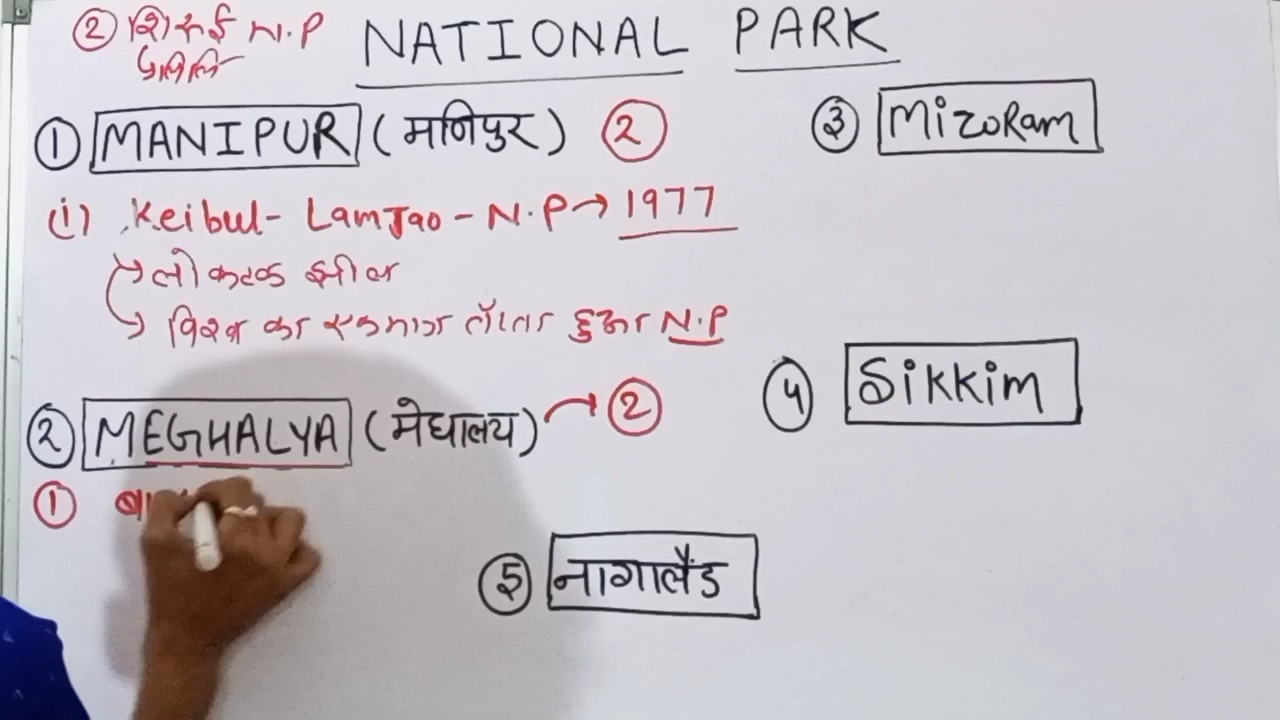 NATIONAL PARK
② शिरुई N.P
① MANIPUR (मनिपुर) ②
(i) Keibul- LamJao - N.P → 1977
→ लोकटक झील
→ विश्व का एकमात्र तैरता हुआ N.P
② MEGHALYA (मेघालय) → ②
①
③ MizoRam
④ Sikkim
⑤ नागालैंड